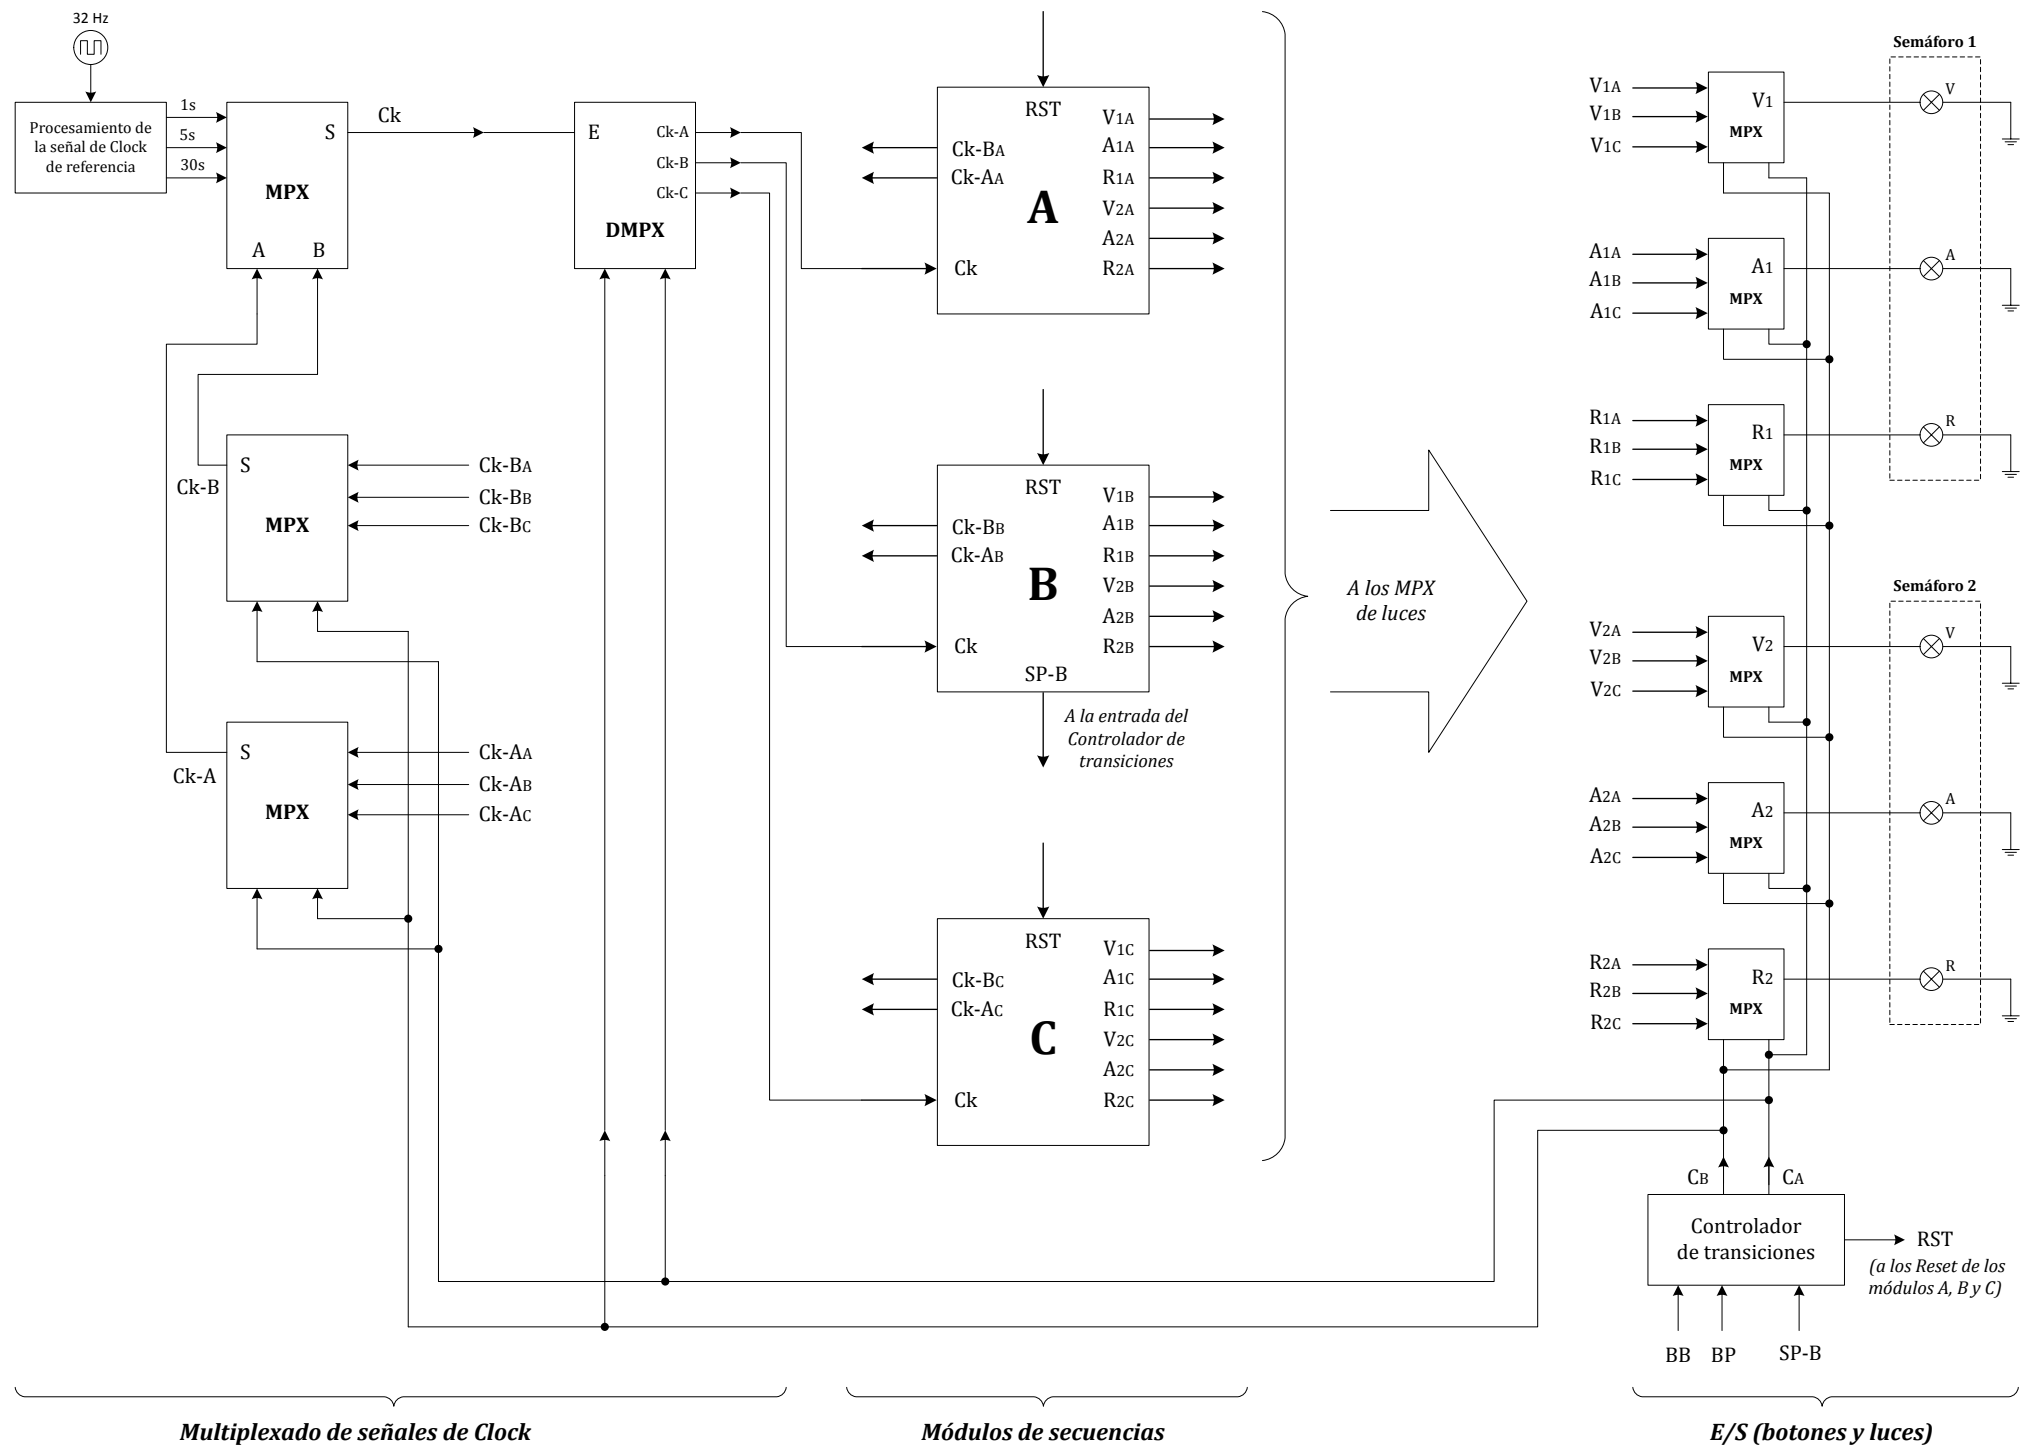 32 Hz
Procesamiento de
la señal de Clock
de referencia
1s
5s
30s
S
MPX
A
B
Ck
E
Ck-A
Ck-B
Ck-C
DMPX
S
Ck-B
MPX
Ck-BA
Ck-BB
Ck-BC
S
Ck-A
MPX
Ck-AA
Ck-AB
Ck-AC
RST
Ck-BA
Ck-AA
A
Ck
V1A
A1A
R1A
V2A
A2A
R2A
RST
Ck-BB
Ck-AB
B
Ck
V1B
A1B
R1B
V2B
A2B
R2B
SP-B
A la entrada del
Controlador de
transiciones
RST
Ck-BC
Ck-AC
C
Ck
V1C
A1C
R1C
V2C
A2C
R2C
A los MPX
de luces
Semáforo 1
V1A
V1B
V1C
V1
MPX
V
A1A
A1B
A1C
A1
MPX
A
R1A
R1B
R1C
R1
MPX
R
Semáforo 2
V2A
V2B
V2C
V2
MPX
V
A2A
A2B
A2C
A2
MPX
A
R2A
R2B
R2C
R2
MPX
R
CB
CA
Controlador
de transiciones
RST
(a los Reset de los
módulos A, B y C)
BB
BP
SP-B
Multiplexado de señales de Clock
Módulos de secuencias
E/S (botones y luces)